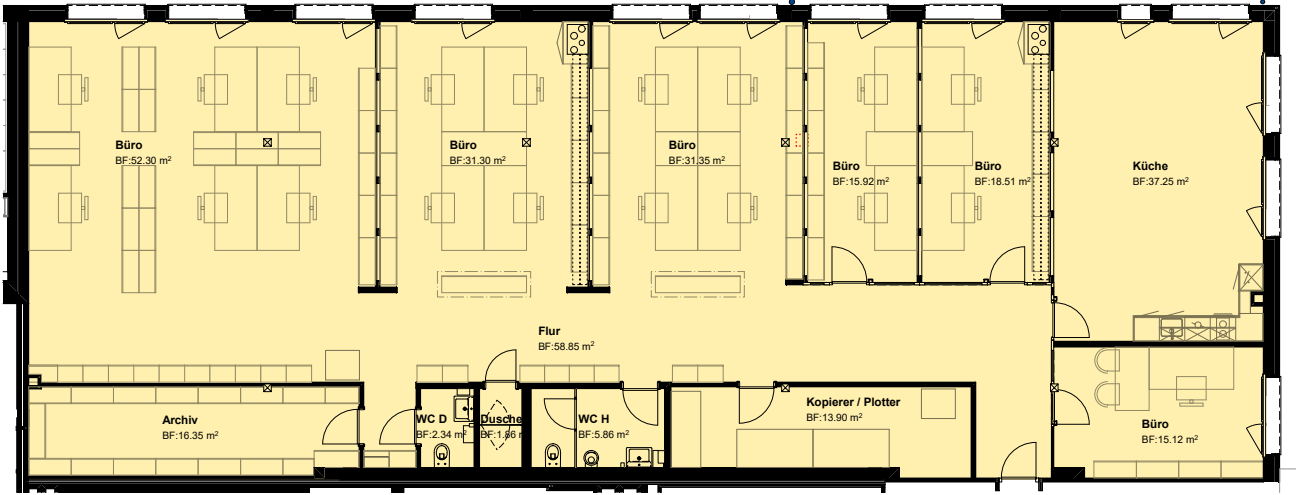 Büro
BF:52.30 m²
Büro
BF:31.30 m²
Büro
BF:31.35 m²
Büro
BF:15.92 m²
Büro
BF:18.51 m²
Küche
BF:37.25 m²
Flur
BF:58.85 m²
Archiv
BF:16.35 m²
WC D
BF:2.34 m²
Dusche
BF:1.86 m
WC H
BF:5.86 m²
Kopierer / Plotter
BF:13.90 m²
Büro
BF:15.12 m²